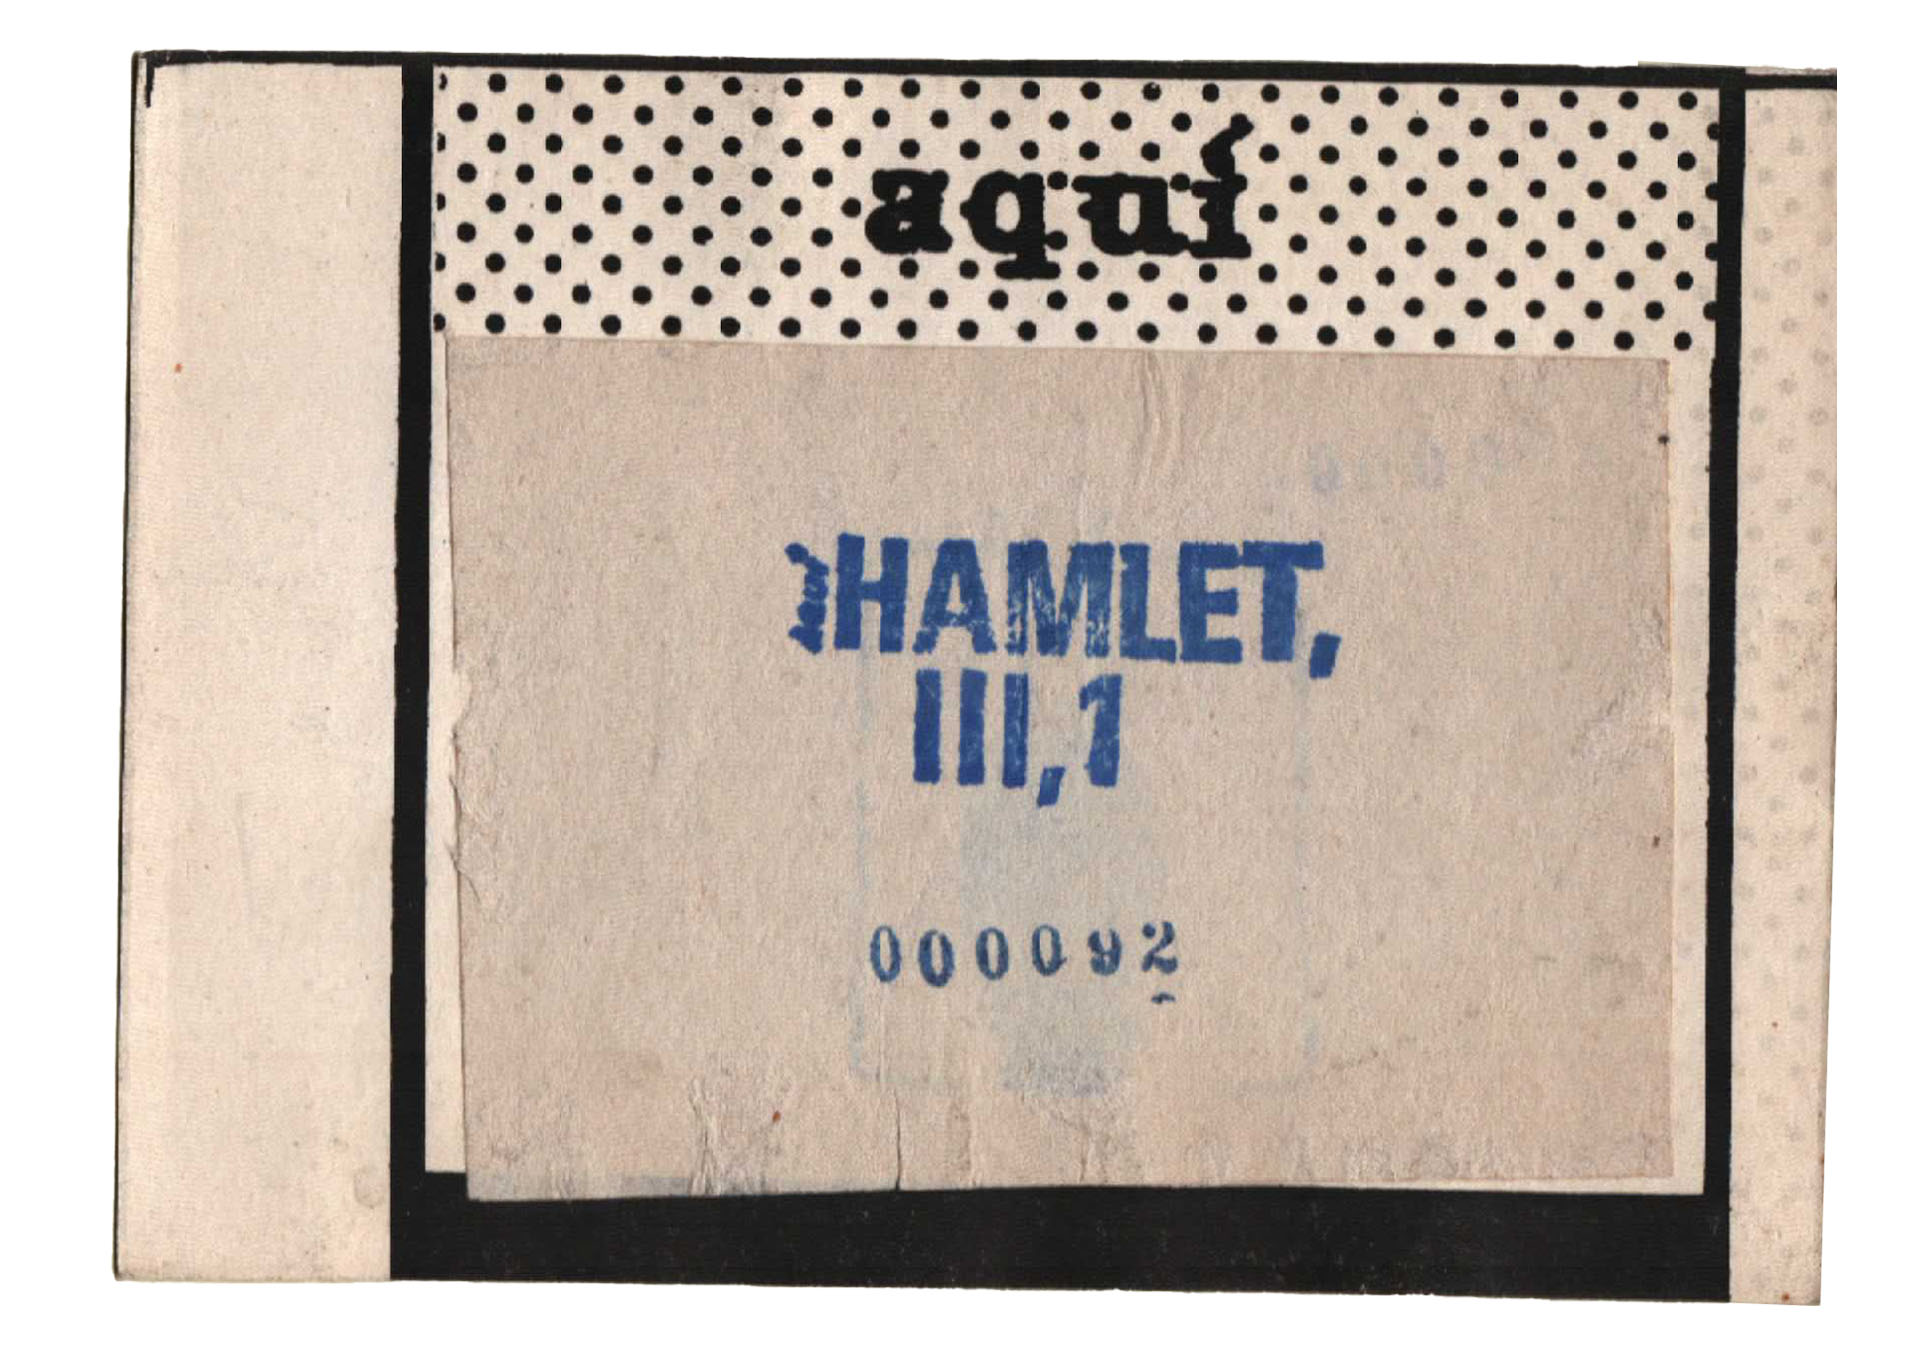 aquí
HAMLET,
III,1
000092